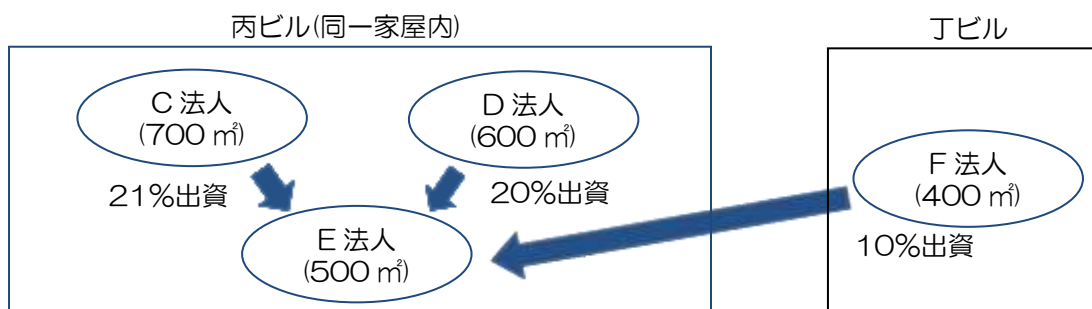 丙ビル(同一家屋内)
丁ビル
C 法人
(700 ㎡)
D 法人
(600 ㎡)
F 法人
(400 ㎡)
21%出資
20%出資
10%出資
E 法人
(500 ㎡)